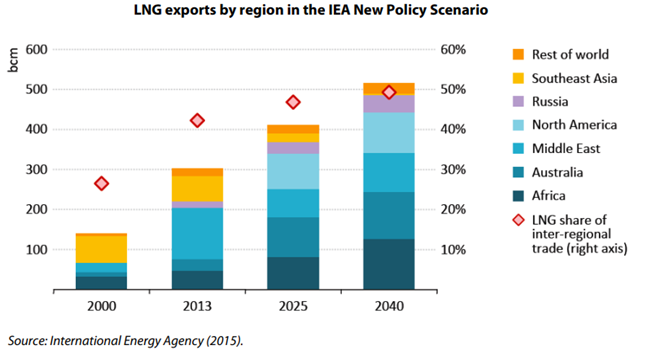 LNG exports by region in the IEA New Policy Scenario
bcm
600
500
400
300
200
100
60%
50%
40%
30%
20%
10%
2000
2013
2025
2040
Rest of world
Southeast Asia
Russia
North America
Middle East
Australia
Africa
LNG share of
inter-regional
trade (right axis)
Source: International Energy Agency (2015).